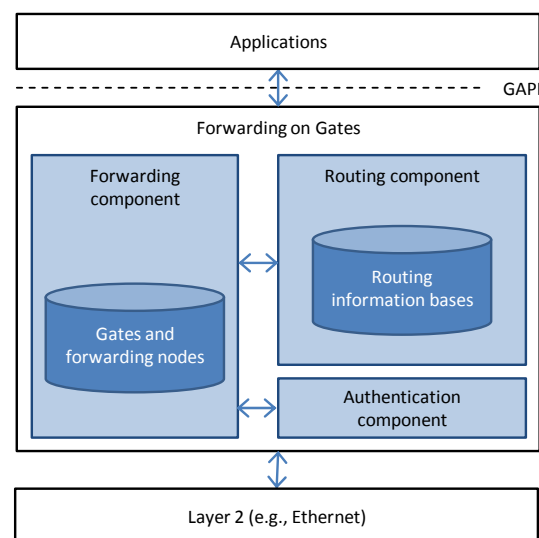 Applications
GAPI
Forwarding on Gates
Forwarding
component
Routing component
Routing
information bases
Gates and
forwarding nodes
Authentication
component
Layer 2 (e.g., Ethernet)